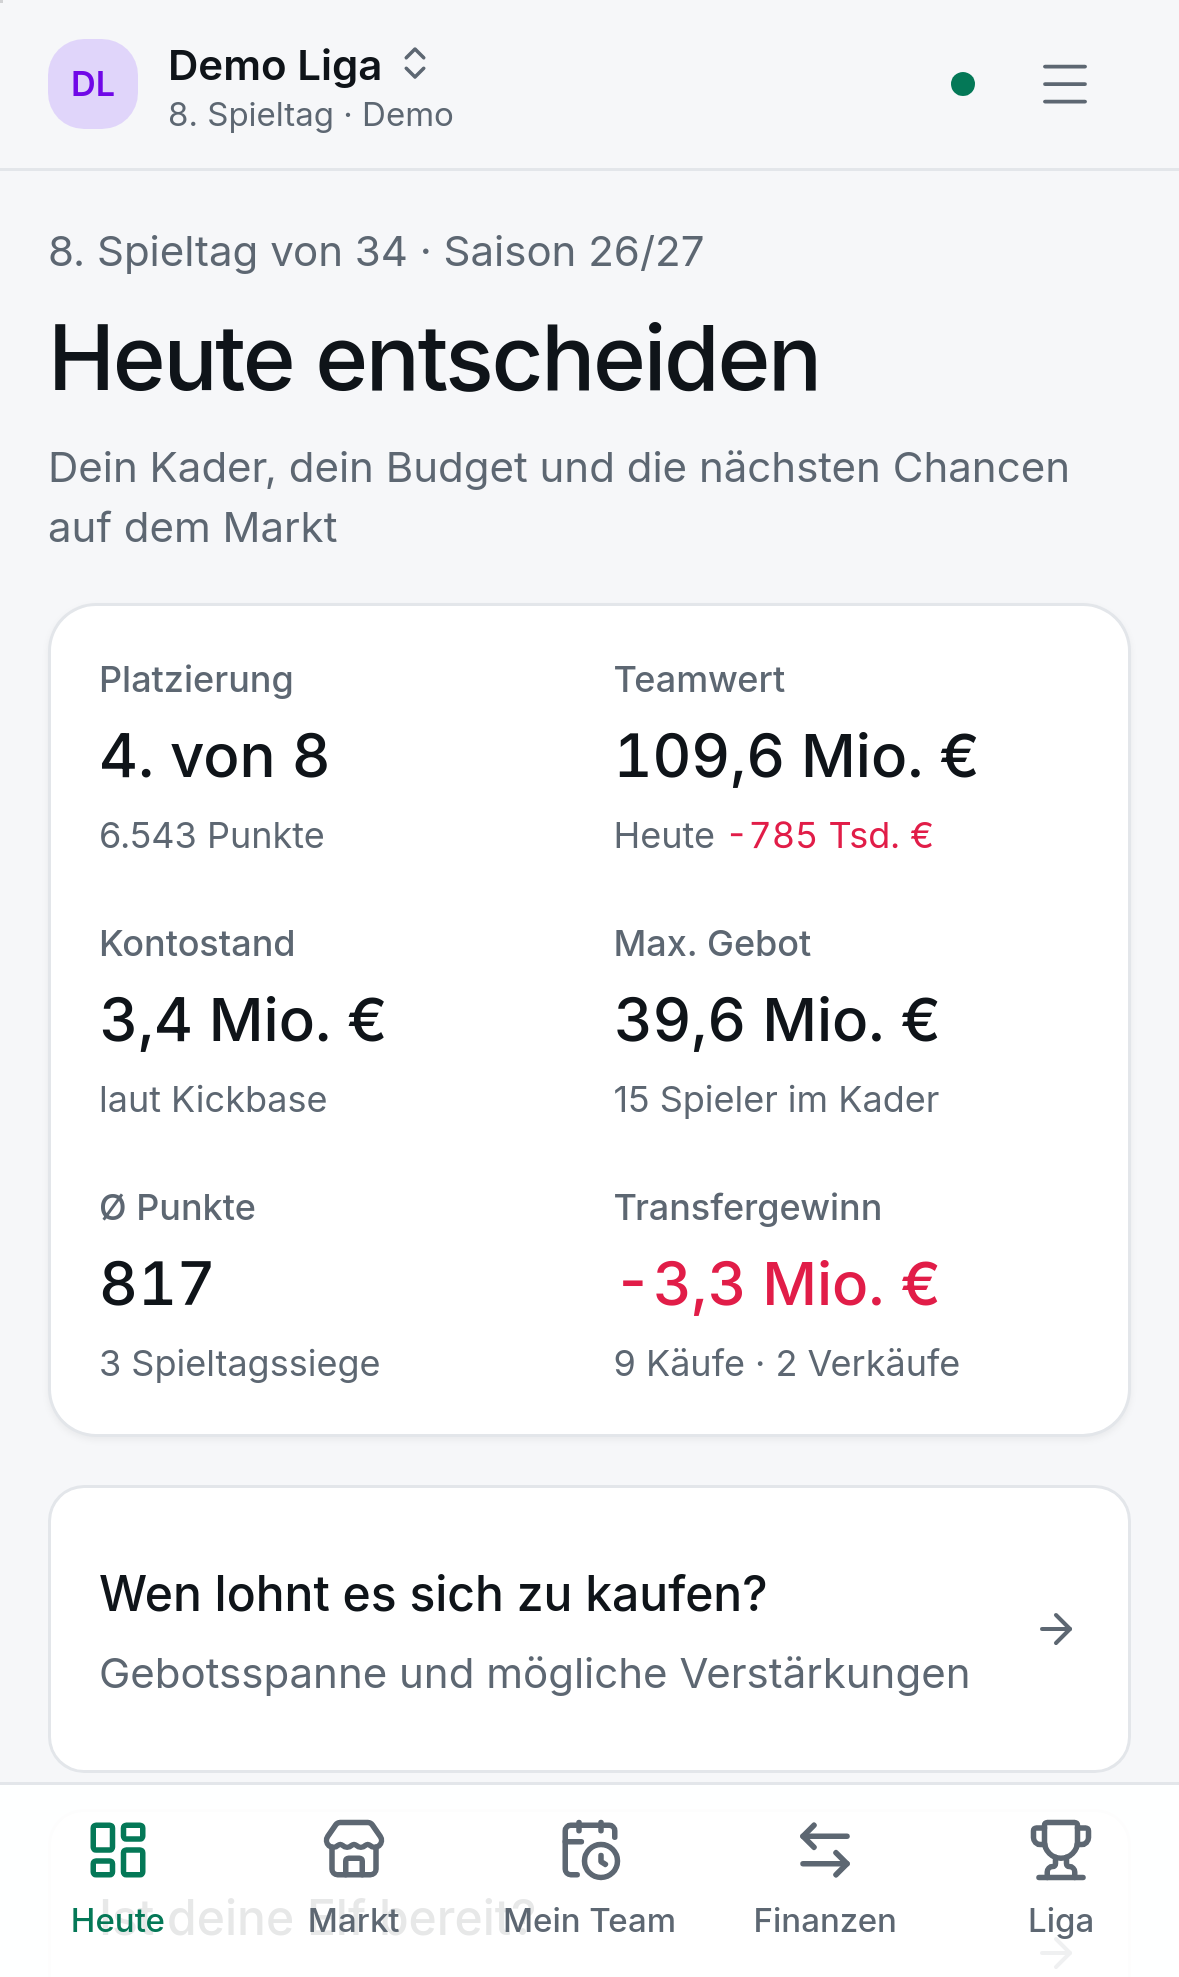 DL
Demo Liga
8. Spieltag · Demo
8. Spieltag von 34 · Saison 26/27
Heute entscheiden
Dein Kader, dein Budget und die nächsten Chancen
auf dem Markt
Platzierung
4. von 8
6.543 Punkte
Teamwert
109,6 Mio. €
Heute -785 Tsd. €
Kontostand
3,4 Mio. €
laut Kickbase
Max. Gebot
39,6 Mio. €
15 Spieler im Kader
Ø Punkte
817
3 Spieltagssiege
Transfergewinn
-3,3 Mio. €
9 Käufe · 2 Verkäufe
Wen lohnt es sich zu kaufen?
Gebotsspanne und mögliche Verstärkungen
Ist deine Elf bereit?
Heute
Markt
Mein Team
Finanzen
Liga